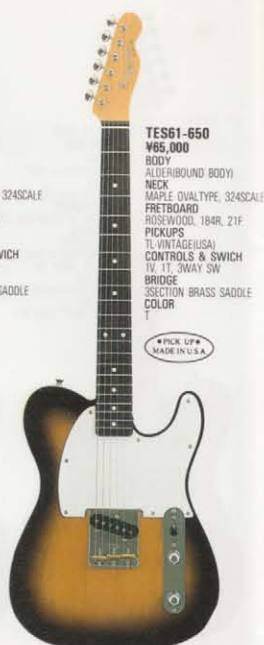 324SCALE
WICH
SADDLE
TES61-650
¥65,000
BODY
ALDER(BOUND BODY)
NECK
MAPLE OVALTYPE, 324SCALE
FRETBOARD
ROSEWOOD, 184R, 21F
PICKUPS
TL-VINTAGE(USA)
CONTROLS & SWICH
1V, 1T, 3WAY SW
BRIDGE
3SECTION BRASS SADDLE
COLOR
T
●PICK UP●
MADE IN U.S.A.